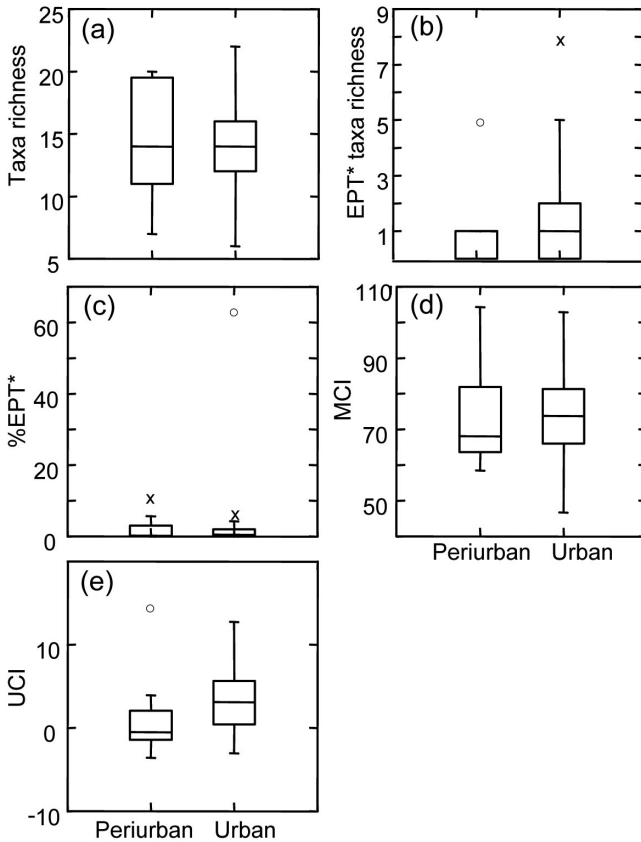 (a)
Taxa richness
25
20
15
10
5
(b)
EPT* taxa richness
9
7
5
3
1
(c)
%EPT*
60
40
20
0
(d)
MCI
110
90
70
50
Periurban Urban
(e)
UCI
10
0
-10
Periurban Urban